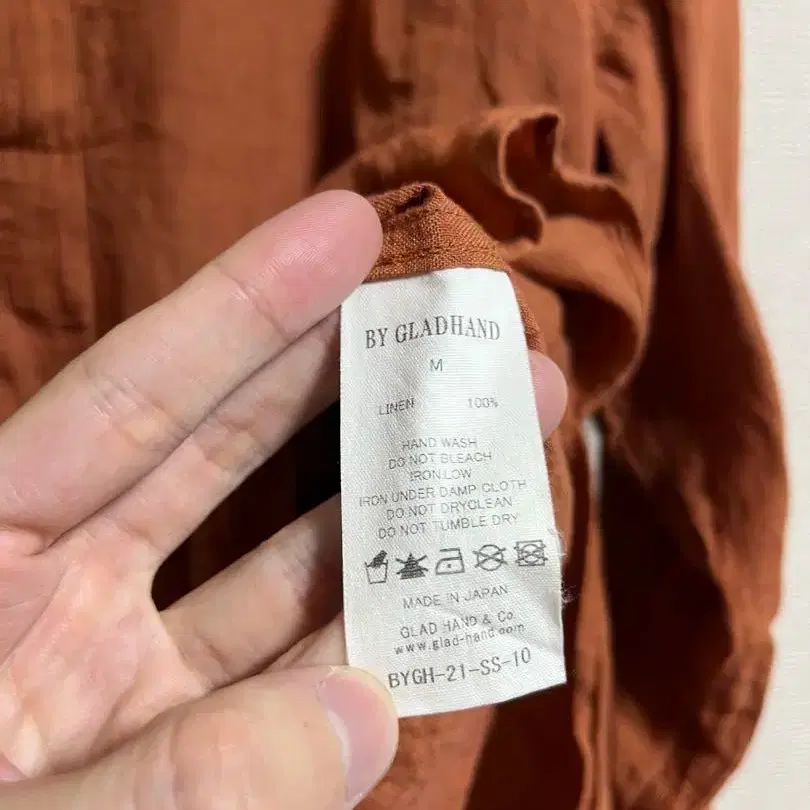 BY GLADHAND
M
LINEN 100%
HAND WASH
DO NOT BLEACH
IRON LOW
IRON UNDER DAMP CLOTH
DO NOT DRYCLEAN
DO NOT TUMBLE DRY
MADE IN JAPAN
GLAD HAND & Co.
www.glad-hand.com
BYGH-21-SS-10